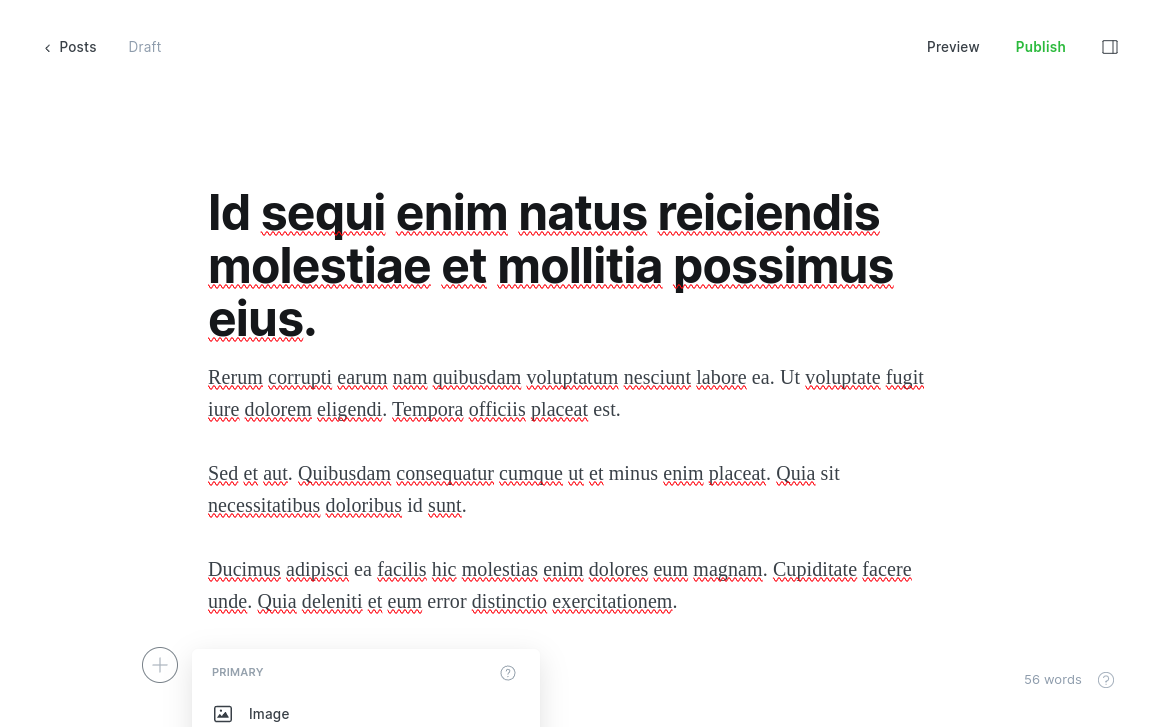 Posts
Draft
Preview
Publish
Id sequi enim natus reiciendis
molestiae et mollitia possimus
eius.
Rerum corrupti earum nam quibusdam voluptatum nesciunt labore ea. Ut voluptate fugit
iure dolorem eligendi. Tempora officiis placeat est.
Sed et aut. Quibusdam consequatur cumque ut et minus enim placeat. Quia sit
necessitatibus doloribus id sunt.
Ducimus adipisci ea facilis hic molestias enim dolores eum magnam. Cupiditate facere
unde. Quia deleniti et eum error distinctio exercitationem.
PRIMARY
Image
56 words